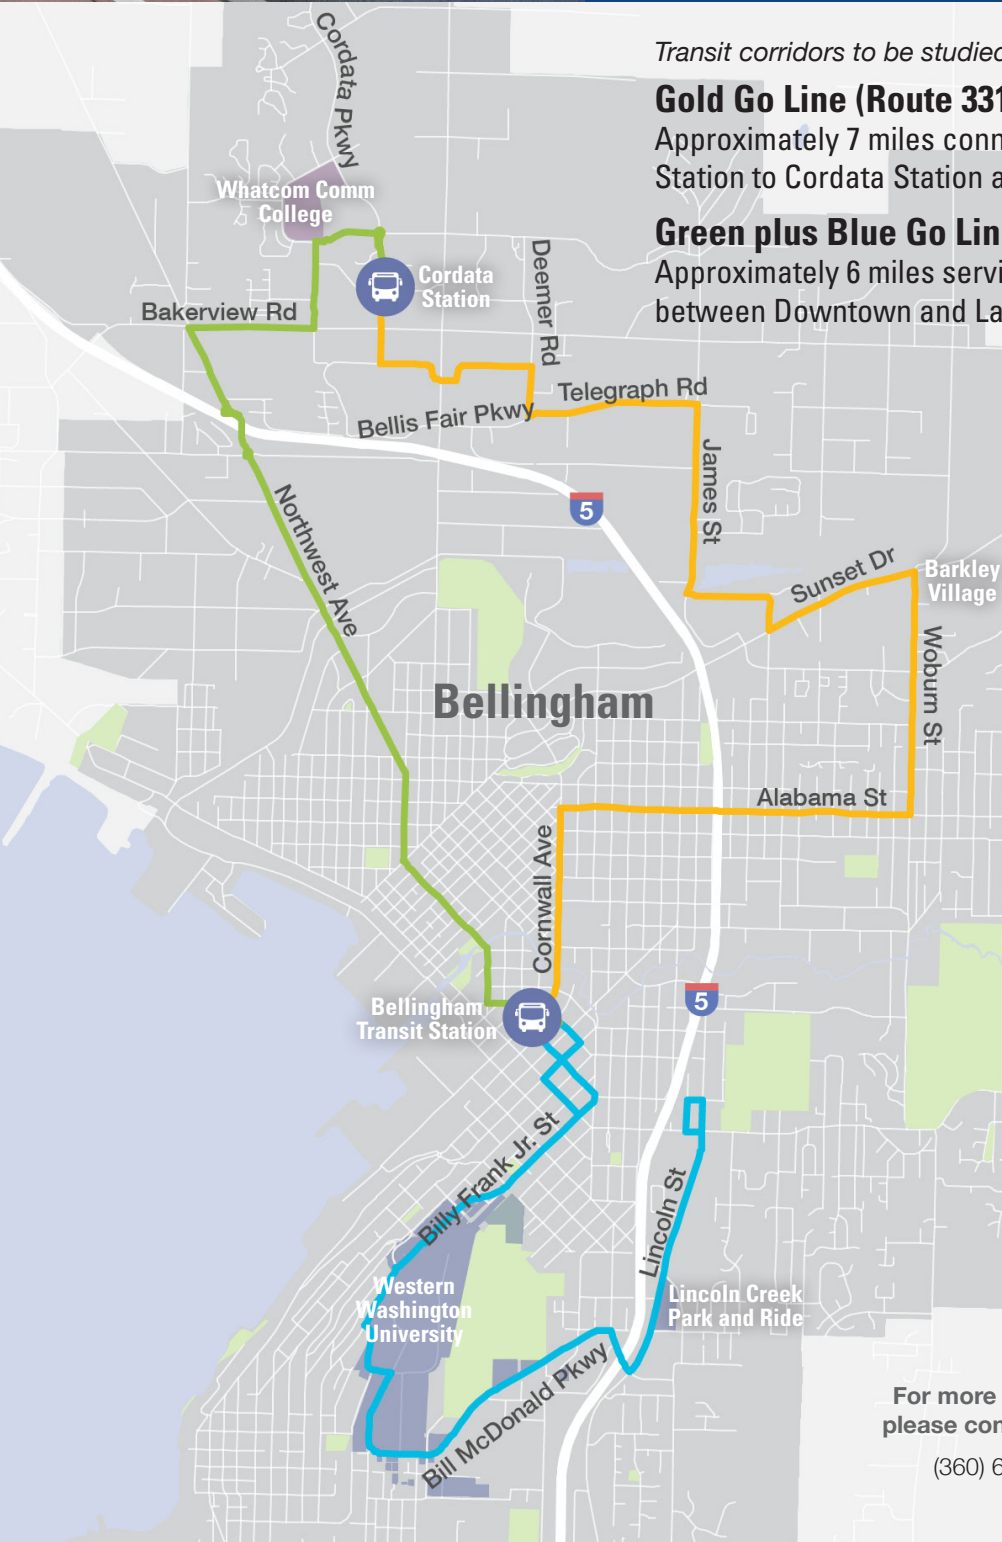 Transit corridors to be studied
Gold Go Line (Route 331
Approximately 7 miles conn
Station to Cordata Station a
Green plus Blue Go Lin
Approximately 6 miles servi
between Downtown and La
Cordata Pkwy
Whatcom Comm
College
Cordata
Station
Deemer Rd
Bakerview Rd
Telegraph Rd
Bellis Fair Pkwy
James St
5
Northwest Ave
Sunset Dr
Barkley
Village
Woburn St
Bellingham
Alabama St
Cornwall Ave
Bellingham
Transit Station
5
Billy Frank Jr. St
Lincoln St
Western
Washington
University
Lincoln Creek
Park and Ride
Bill McDonald Pkwy
For more
please con
(360) 6